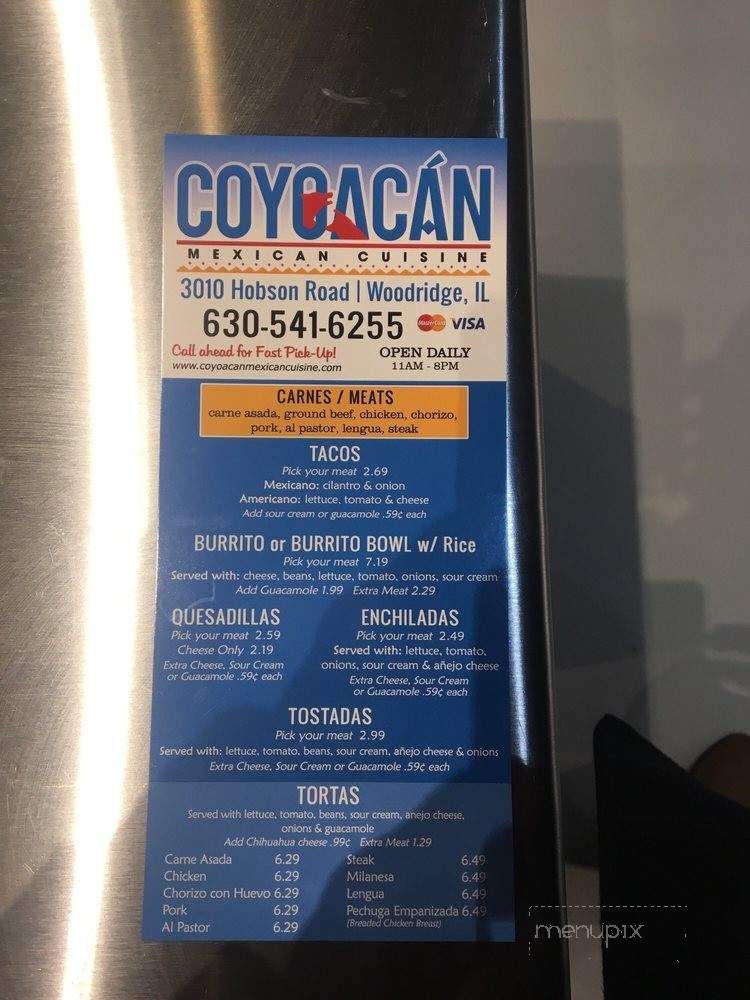 COYOACÁN
MEXICAN CUISINE
3010 Hobson Road | Woodridge, IL
630-541-6255 MasterCard VISA
Call ahead for Fast Pick-Up! OPEN DAILY
www.coyoacanmexicancuisine.com 11AM - 8PM
CARNES / MEATS
carne asada, ground beef, chicken, chorizo,
pork, al pastor, lengua, steak
TACOS
Pick your meat 2.69
Mexicano: cilantro & onion
Americano: lettuce, tomato & cheese
Add sour cream or guacamole .59¢ each
BURRITO or BURRITO BOWL w/ Rice
Pick your meat 7.19
Served with: cheese, beans, lettuce, tomato, onions, sour cream
Add Guacamole 1.99 Extra Meat 2.29
QUESADILLAS
Pick your meat 2.59
Cheese Only 2.19
Extra Cheese, Sour Cream
or Guacamole .59¢ each
ENCHILADAS
Pick your meat 2.49
Served with: lettuce, tomato,
onions, sour cream & añejo cheese
Extra Cheese, Sour Cream
or Guacamole .59¢ each
TOSTADAS
Pick your meat 2.99
Served with: lettuce, tomato, beans, sour cream, añejo cheese & onions
Extra Cheese, Sour Cream or Guacamole .59¢ each
TORTAS
Served with lettuce, tomato, beans, sour cream, anejo cheese,
onions & guacamole
Add Chihuahua cheese .99¢ Extra Meat 1.29
Carne Asada 6.29
Chicken 6.29
Chorizo con Huevo 6.29
Pork 6.29
Al Pastor 6.29
Steak 6.49
Milanesa 6.49
Lengua 6.49
Pechuga Empanizada 6.49
(Breaded Chicken Breast)
menupix